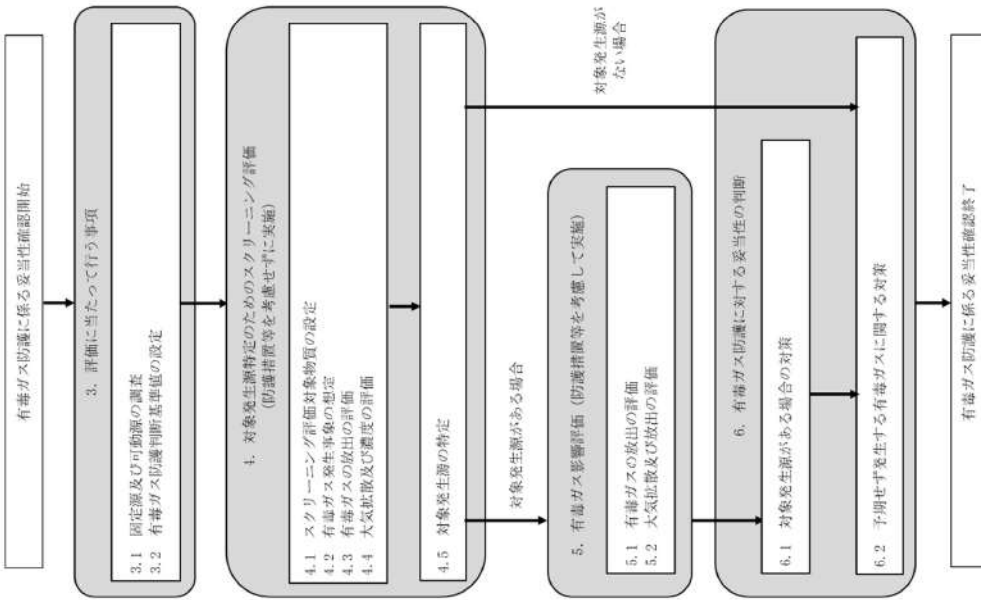 有毒ガス防護に係る妥当性確認開始
3. 評価に当たって行う事項
3.1 固定源及び可動源の調査
3.2 有毒ガス防護判断基準値の設定
4. 対象発生源特定のためのスクリーニング評価
(防護措置等を考慮せずに実施)
4.1 スクリーニング評価対象物質の設定
4.2 有毒ガス発生事象の想定
4.3 有毒ガスの放出の評価
4.4 大気拡散及び濃度の評価
4.5 対象発生源の特定
対象発生源がある場合
対象発生源が
ない場合
5. 有毒ガス影響評価(防護措置等を考慮して実施)
5.1 有毒ガスの放出の評価
5.2 大気拡散及び放出の評価
6. 有毒ガス防護に対する妥当性の判断
6.1 対象発生源がある場合の対策
6.2 予期せず発生する有毒ガスに関する対策
有毒ガス防護に係る妥当性確認終了